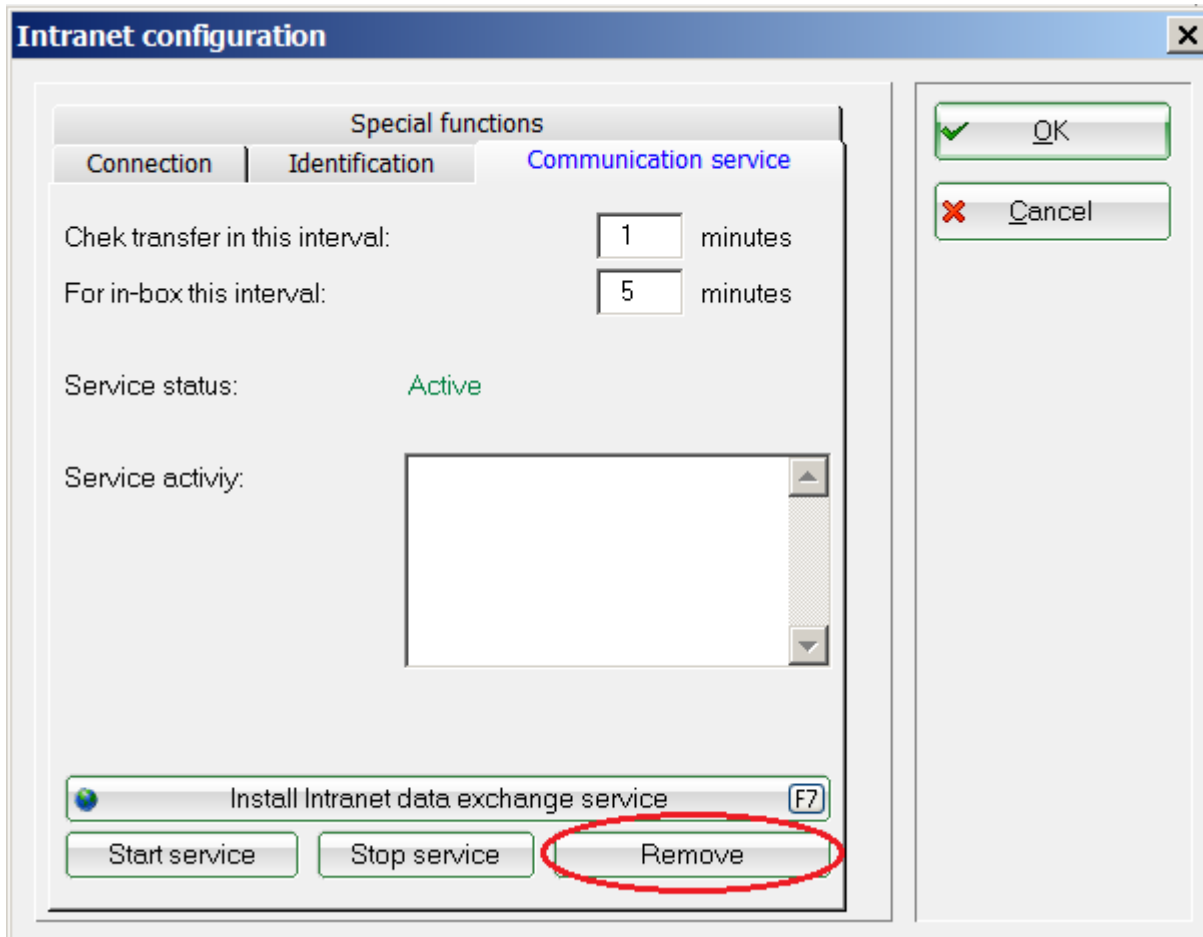 Intranet configuration
Special functions
Connection Identification Communication service
Chek transfer in this interval: 1 minutes
For in-box this interval: 5 minutes
Service status: Active
Service activiy:
Install Intranet data exchange service F7
Start service Stop service Remove
OK
Cancel